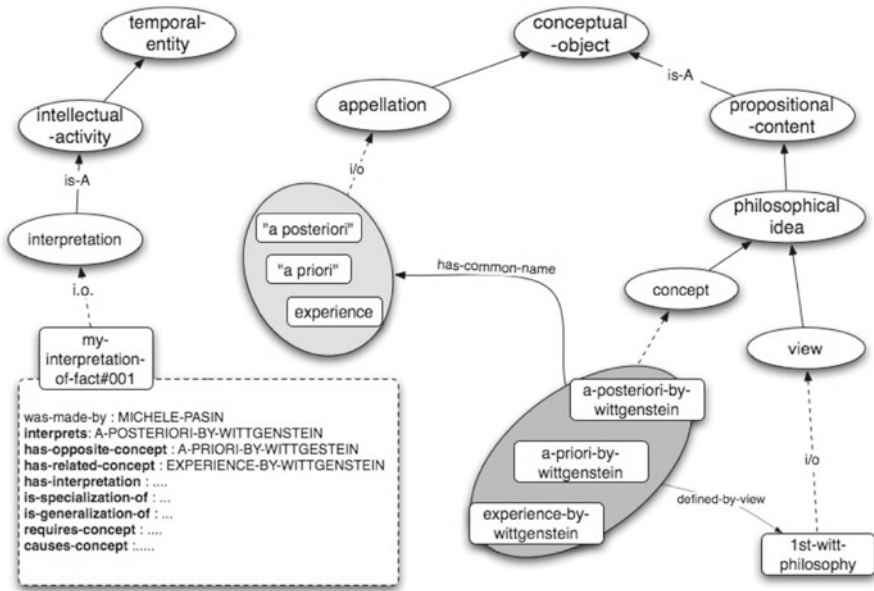 temporal-
entity
intellectual
-activity
is-A
interpretation
i.o.
my-
interpretation-
of-fact#001
was-made-by : MICHELE-PASIN
interprets: A-POSTERIORI-BY-WITTGENSTEIN
has-opposite-concept : A-PRIORI-BY-WITTGESTEIN
has-related-concept : EXPERIENCE-BY-WITTGENSTEIN
has-interpretation : ....
is-specialization-of : ...
is-generalization-of : ...
requires-concept : ....
causes-concept :.....
conceptual
-object
appellation
is-A
propositional
-content
i/o
"a posteriori"
"a priori"
experience
has-common-name
philosophical
idea
concept
view
a-posteriori-by-
wittgenstein
a-priori-by-
wittgenstein
experience-by-
wittgenstein
i/o
defined-by-view
1st-witt-
philosophy